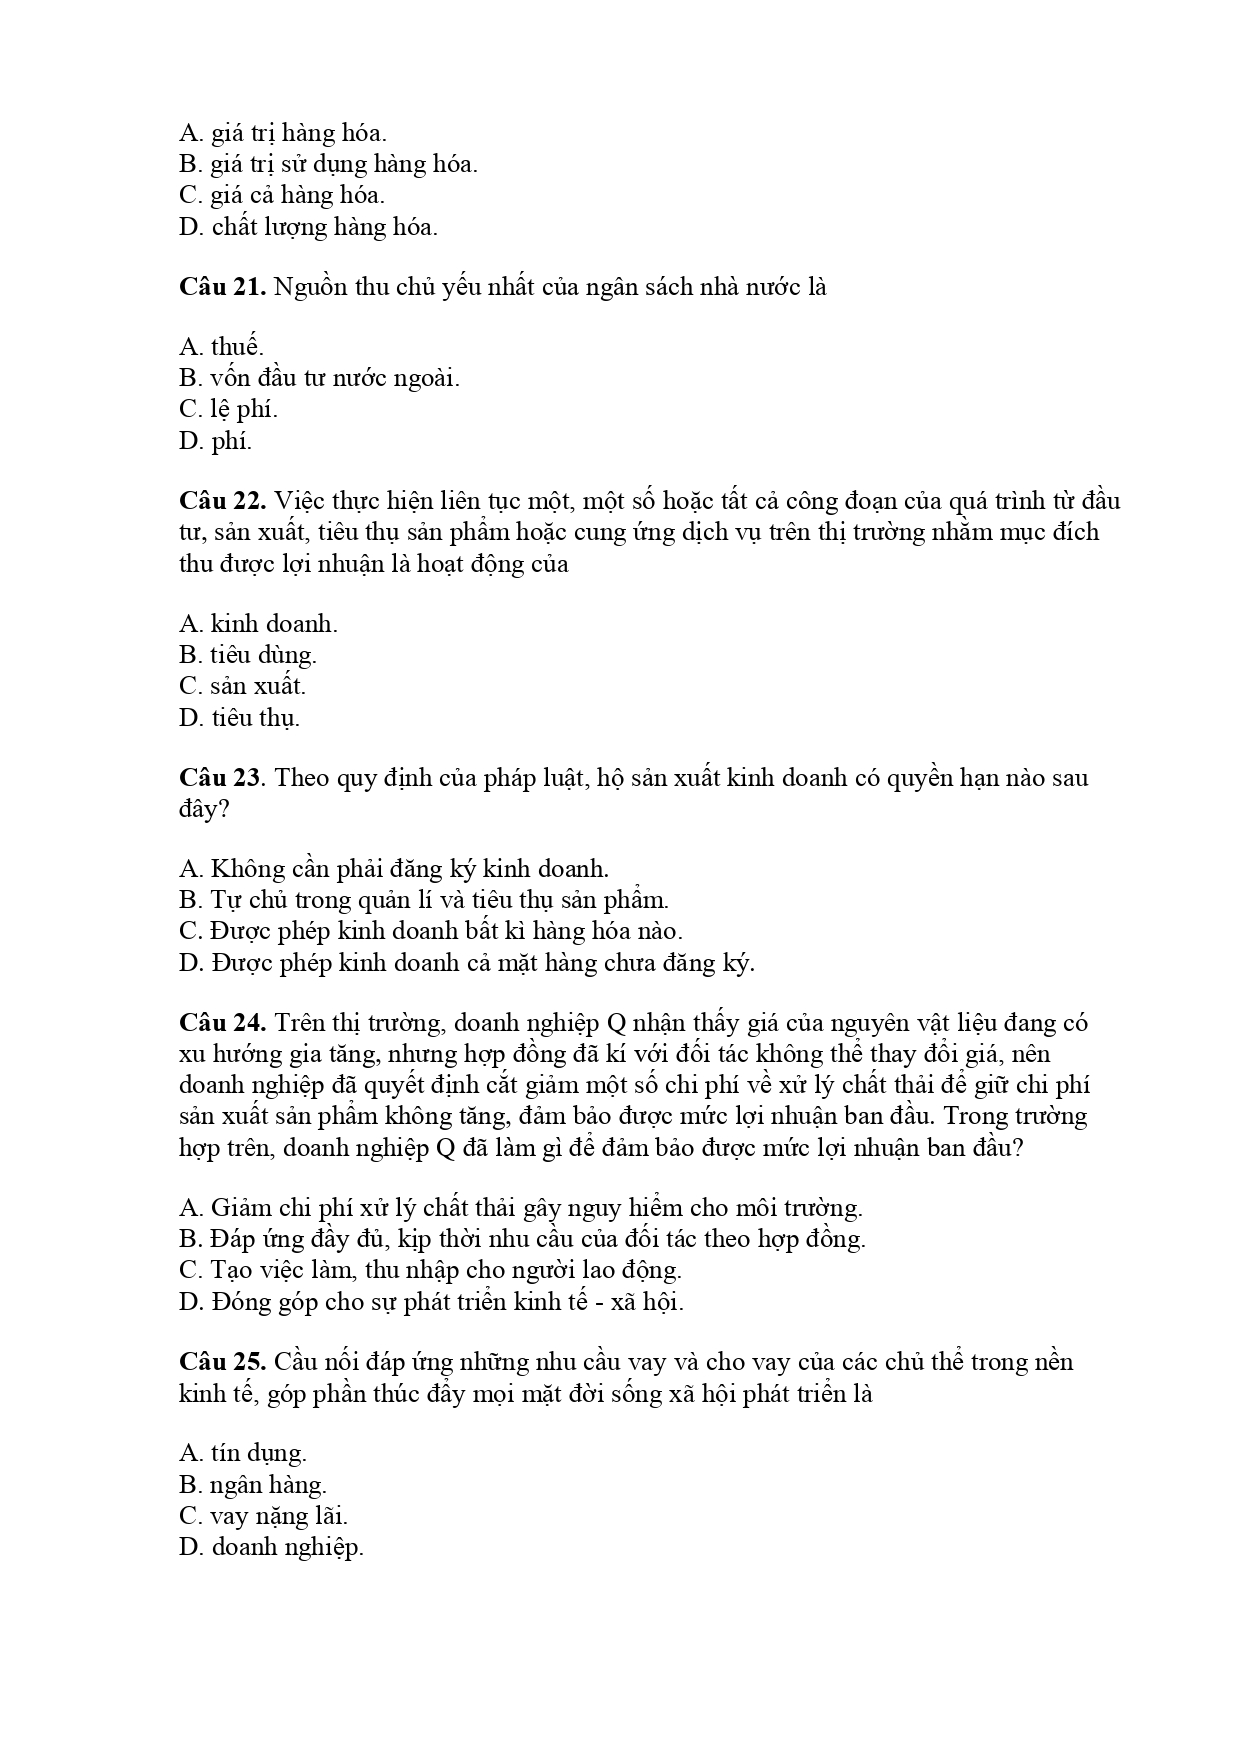 A. giá trị hàng hóa.
B. giá trị sử dụng hàng hóa.
C. giá cả hàng hóa.
D. chất lượng hàng hóa.
Câu 21. Nguồn thu chủ yếu nhất của ngân sách nhà nước là
A. thuế.
B. vốn đầu tư nước ngoài.
C. lệ phí.
D. phí.
Câu 22. Việc thực hiện liên tục một, một số hoặc tất cả công đoạn của quá trình từ đầu
tư, sản xuất, tiêu thụ sản phẩm hoặc cung ứng dịch vụ trên thị trường nhằm mục đích
thu được lợi nhuận là hoạt động của
A. kinh doanh.
B. tiêu dùng.
C. sản xuất.
D. tiêu thụ.
Câu 23. Theo quy định của pháp luật, hộ sản xuất kinh doanh có quyền hạn nào sau
đây?
A. Không cần phải đăng ký kinh doanh.
B. Tự chủ trong quản lí và tiêu thụ sản phẩm.
C. Được phép kinh doanh bất kì hàng hóa nào.
D. Được phép kinh doanh cả mặt hàng chưa đăng ký.
Câu 24. Trên thị trường, doanh nghiệp Q nhận thấy giá của nguyên vật liệu đang có
xu hướng gia tăng, nhưng hợp đồng đã kí với đối tác không thể thay đổi giá, nên
doanh nghiệp đã quyết định cắt giảm một số chi phí về xử lý chất thải để giữ chi phí
sản xuất sản phẩm không tăng, đảm bảo được mức lợi nhuận ban đầu. Trong trường
hợp trên, doanh nghiệp Q đã làm gì để đảm bảo được mức lợi nhuận ban đầu?
A. Giảm chi phí xử lý chất thải gây nguy hiểm cho môi trường.
B. Đáp ứng đầy đủ, kịp thời nhu cầu của đối tác theo hợp đồng.
C. Tạo việc làm, thu nhập cho người lao động.
D. Đóng góp cho sự phát triển kinh tế - xã hội.
Câu 25. Cầu nối đáp ứng những nhu cầu vay và cho vay của các chủ thể trong nền
kinh tế, góp phần thúc đẩy mọi mặt đời sống xã hội phát triển là
A. tín dụng.
B. ngân hàng.
C. vay nặng lãi.
D. doanh nghiệp.